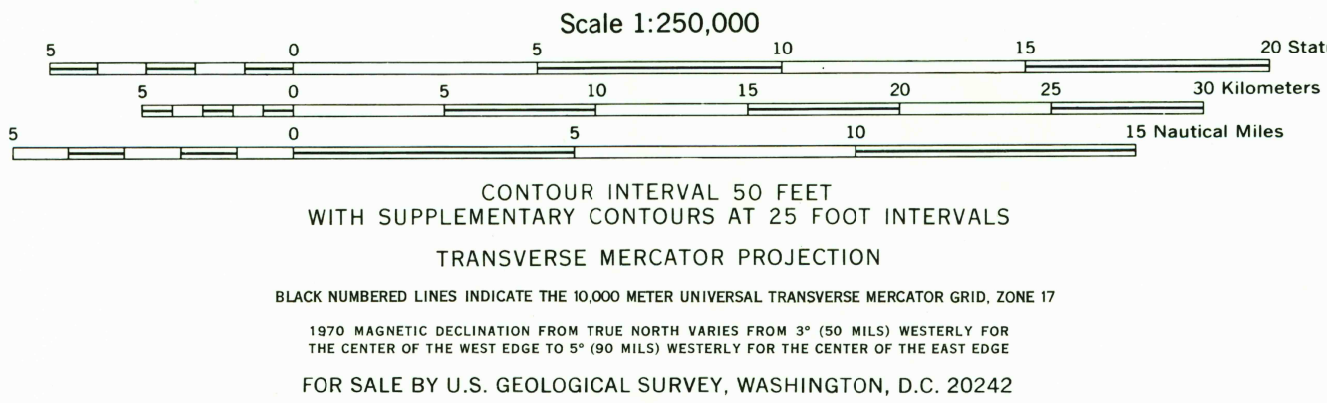 Scale 1:250,000
5 0 5 10 15 20
5 0 5 10 15 20 25 30 Kilometers
5 0 5 10 15 Nautical Miles
CONTOUR INTERVAL 50 FEET
WITH SUPPLEMENTARY CONTOURS AT 25 FOOT INTERVALS
TRANSVERSE MERCATOR PROJECTION
BLACK NUMBERED LINES INDICATE THE 10,000 METER UNIVERSAL TRANSVERSE MERCATOR GRID, ZONE 17
1970 MAGNETIC DECLINATION FROM TRUE NORTH VARIES FROM 3° (50 MILS) WESTERLY FOR
THE CENTER OF THE WEST EDGE TO 5° (90 MILS) WESTERLY FOR THE CENTER OF THE EAST EDGE
FOR SALE BY U.S. GEOLOGICAL SURVEY, WASHINGTON, D.C. 20242